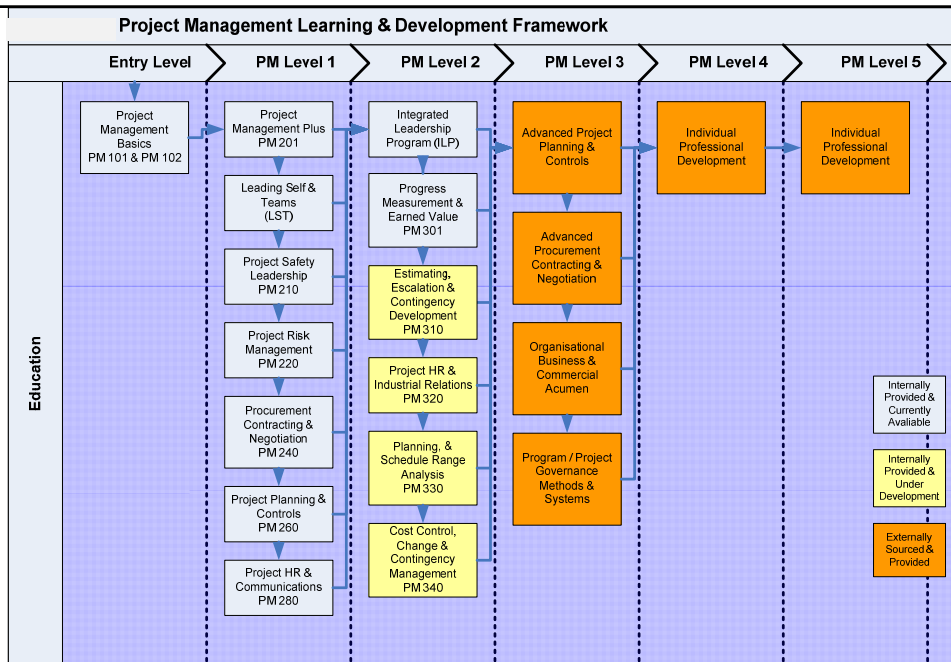 Project Management Learning & Development Framework
Entry Level
PM Level 1
PM Level 2
PM Level 3
PM Level 4
PM Level 5
Education
Project
Management
Basics
PM 101 & PM 102
Project
Management Plus
PM 201
Leading Self &
Teams
(LST)
Project Safety
Leadership
PM 210
Project Risk
Management
PM 220
Procurement
Contracting &
Negotiation
PM 240
Project Planning &
Controls
PM 260
Project HR &
Communications
PM 280
Integrated
Leadership
Program (ILP)
Progress
Measurement &
Earned Value
PM 301
Estimating,
Escalation &
Contingency
Development
PM 310
Project HR
& Industrial Relations
PM 320
Planning, &
Schedule Range
Analysis
PM 330
Cost Control,
Change &
Contingency
Management
PM 340
Advanced Project
Planning &
Controls
Advanced
Procurement
Contracting &
Negotiation
Organisational
Business &
Commercial
Acumen
Program / Project
Governance
Methods &
Systems
Individual
Professional
Development
Individual
Professional
Development
Internally
Provided &
Currently
Avaliable
Internally
Provided &
Under
Development
Externally
Sourced &
Provided